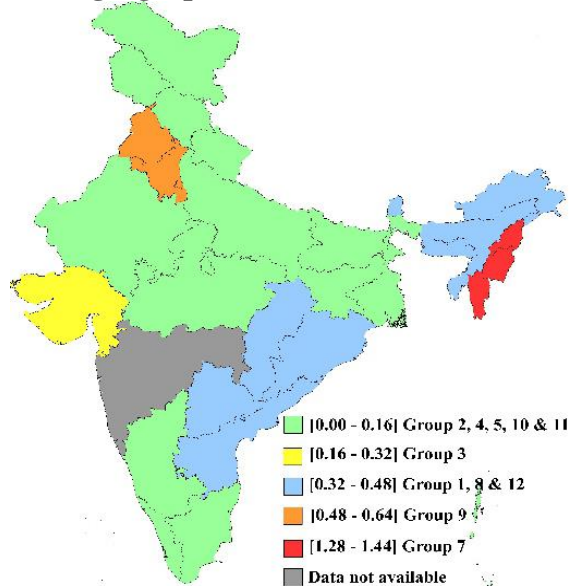 [0.00 - 0.16] Group 2, 4, 5, 10 & 11
[0.16 - 0.32] Group 3
[0.32 - 0.48] Group 1, 8 & 12
[0.48 - 0.64] Group 9
[1.28 - 1.44] Group 7
Data not available